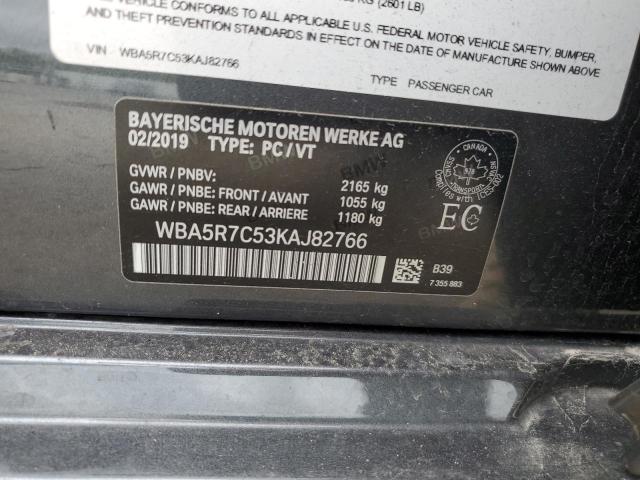 KG (2601 LB)
VEHICLE CONFORMS TO ALL APPLICABLE U.S. FEDERAL MOTOR VEHICLE SAFETY, BUMPER,
AND THEFT PREVENTION STANDARDS IN EFFECT ON THE DATE OF MANUFACTURE SHOWN ABOVE
VIN: WBA5R7C53KAJ82766
TYPE: PASSENGER CAR
BAYERISCHE MOTOREN WERKE AG
02/2019 TYPE: PC/VT
GVWR / PNBV: 2165 kg
GAWR / PNBE: FRONT / AVANT 1055 kg
GAWR / PNBE: REAR / ARRIERE 1180 kg
WBA5R7C53KAJ82766
CANADA
TRANSPORT
EC
B39
7 355 883